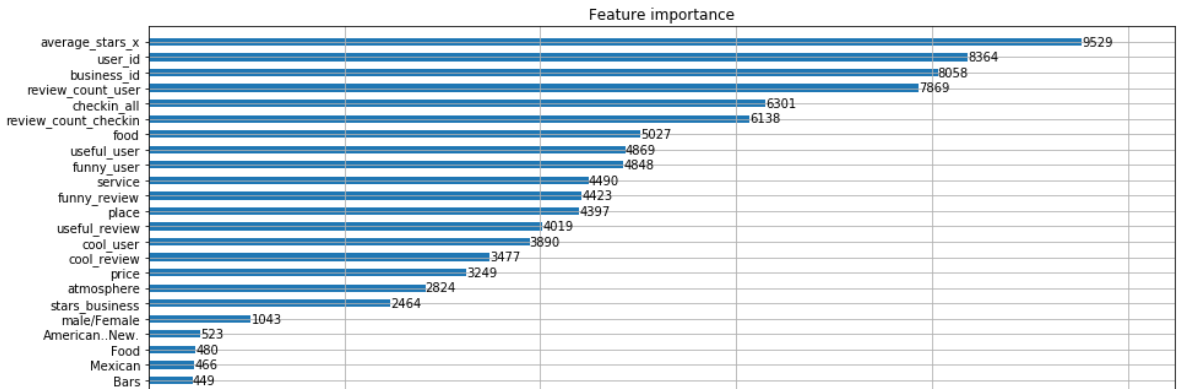 Feature importance
average_stars_x 9529
user_id 8364
business_id 8058
review_count_user 7869
checkin_all 6301
review_count_checkin 6138
food 5027
useful_user 4869
funny_user 4848
service 4490
funny_review 4423
place 4397
useful_review 4019
cool_user 3890
cool_review 3477
price 3249
atmosphere 2824
stars_business 2464
male/Female 1043
American..New. 523
Food 480
Mexican 466
Bars 449